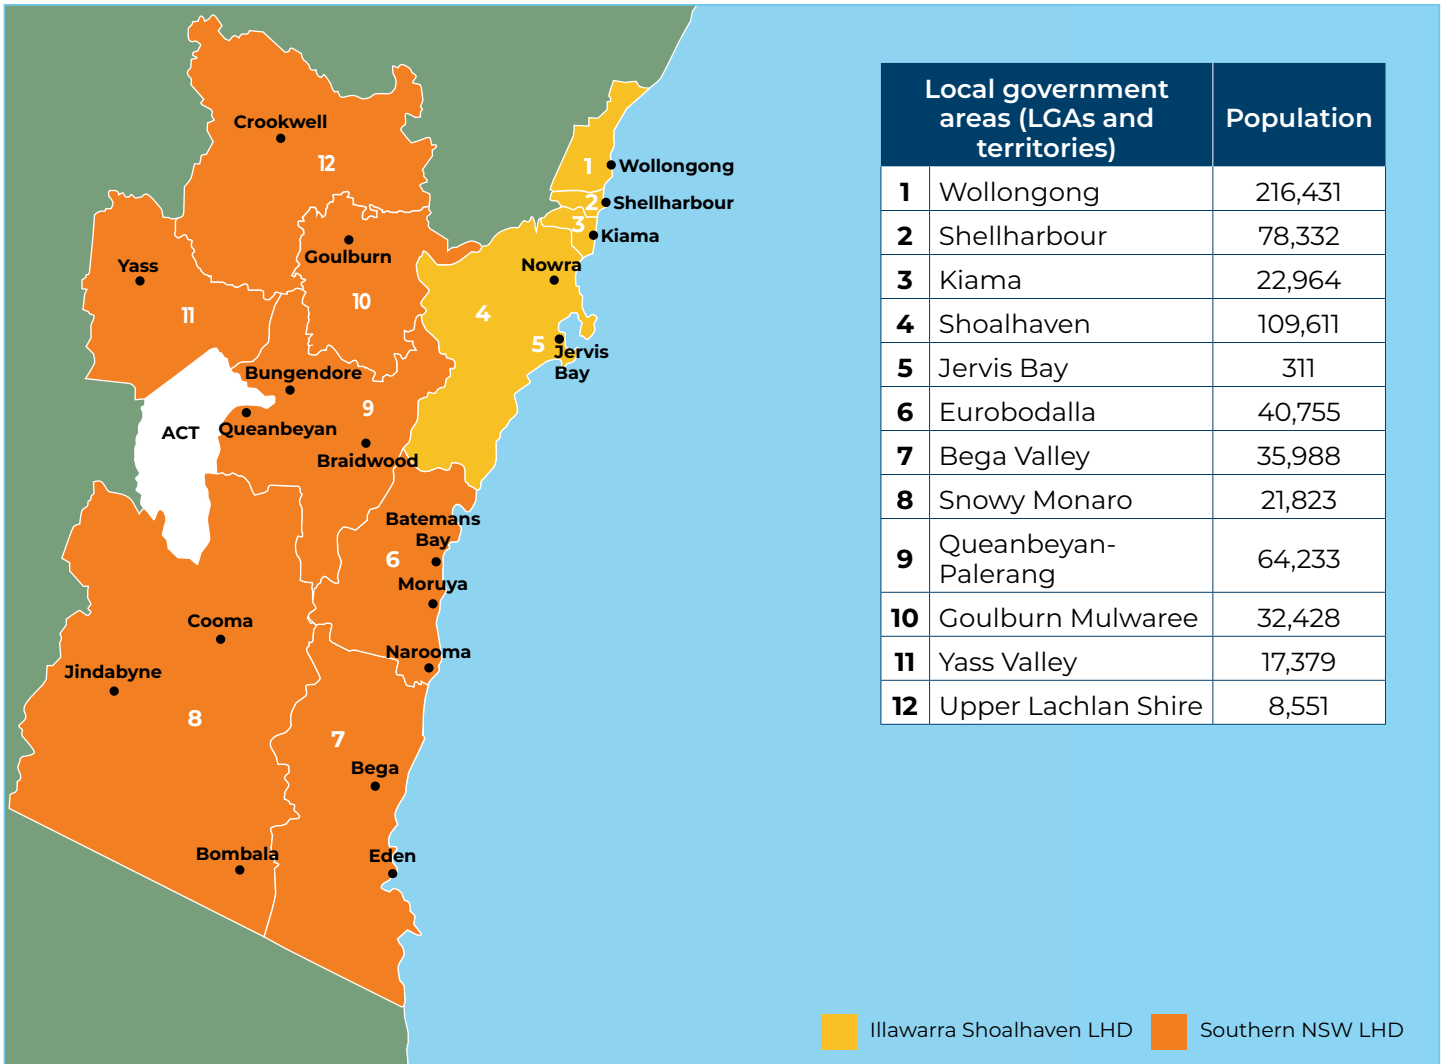 Crookwell
12
1
Wollongong
2
Shellharbour
3
Kiama
Goulburn
Yass
Nowra
10
11
4
5
Jervis
Bay
Bungendore
9
ACT
Queanbeyan
Braidwood
Batemans
Bay
6
Moruya
Cooma
Narooma
Jindabyne
8
7
Bega
Bombala
Eden
Local government
areas (LGAs and
territories)
Population
1 Wollongong 216,431
2 Shellharbour 78,332
3 Kiama 22,964
4 Shoalhaven 109,611
5 Jervis Bay 311
6 Eurobodalla 40,755
7 Bega Valley 35,988
8 Snowy Monaro 21,823
9 Queanbeyan-
Palerang 64,233
10 Goulburn Mulwaree 32,428
11 Yass Valley 17,379
12 Upper Lachlan Shire 8,551
Illawarra Shoalhaven LHD
Southern NSW LHD